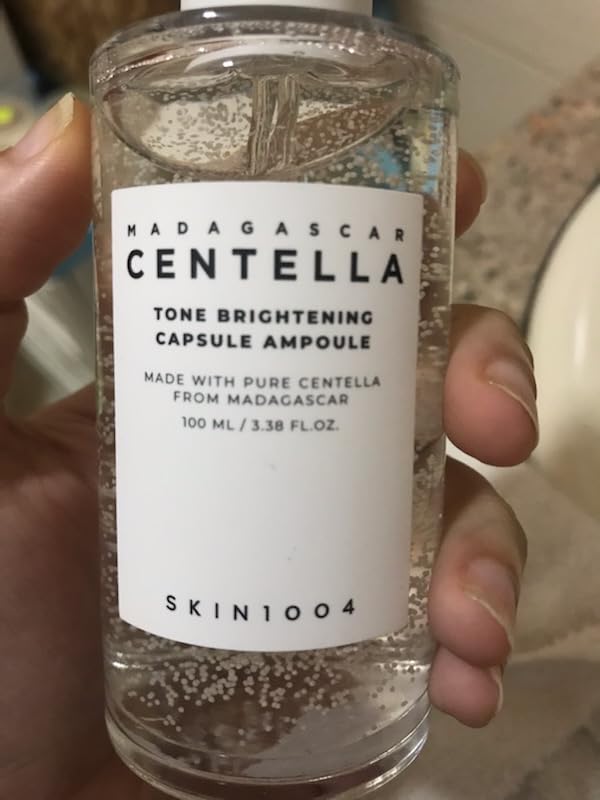 MADAGASCAR
CENTELLA
TONE BRIGHTENING
CAPSULE AMPOULE
MADE WITH PURE CENTELLA
FROM MADAGASCAR
100 ML / 3.38 FL.OZ.
SKIN1004